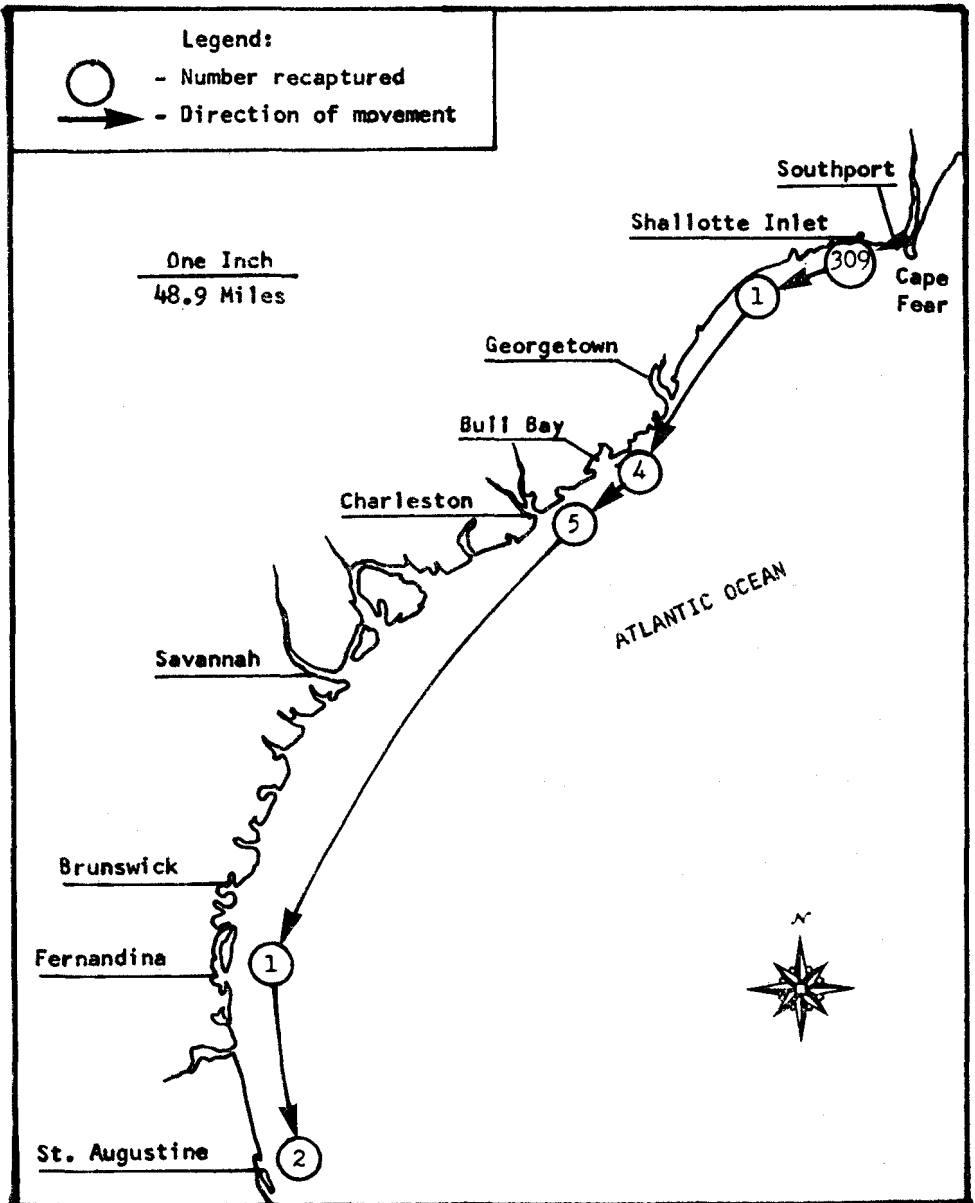 Legend:
- Number recaptured
- Direction of movement
Southport
Shallotte Inlet
309
Cape
Fear
One Inch
48.9 Miles
1
Georgetown
Bull Bay
4
Charleston
5
ATLANTIC OCEAN
Savannah
Brunswick
N
Fernandina
1
St. Augustine
2